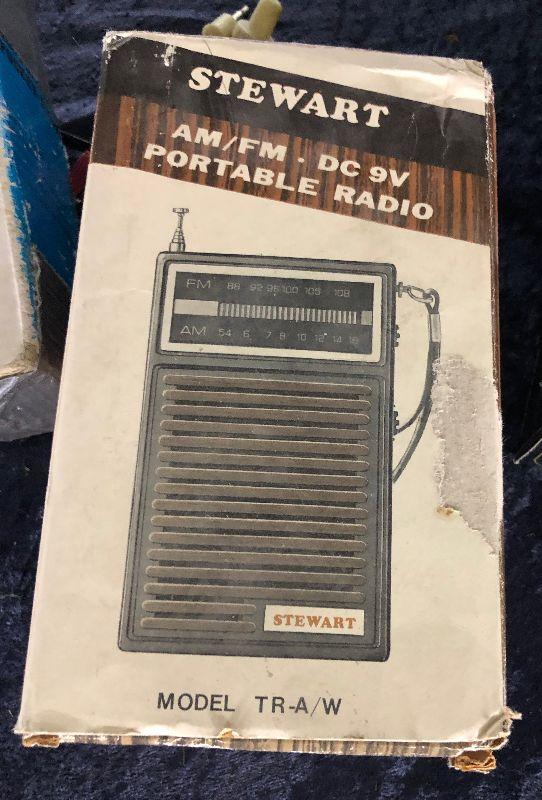 STEWART
AM/FM · DC 9V
PORTABLE RADIO
FM 88 92 96 100 105 108
AM 54 6 7 8 10 12 14 16
STEWART
MODEL TR-A/W